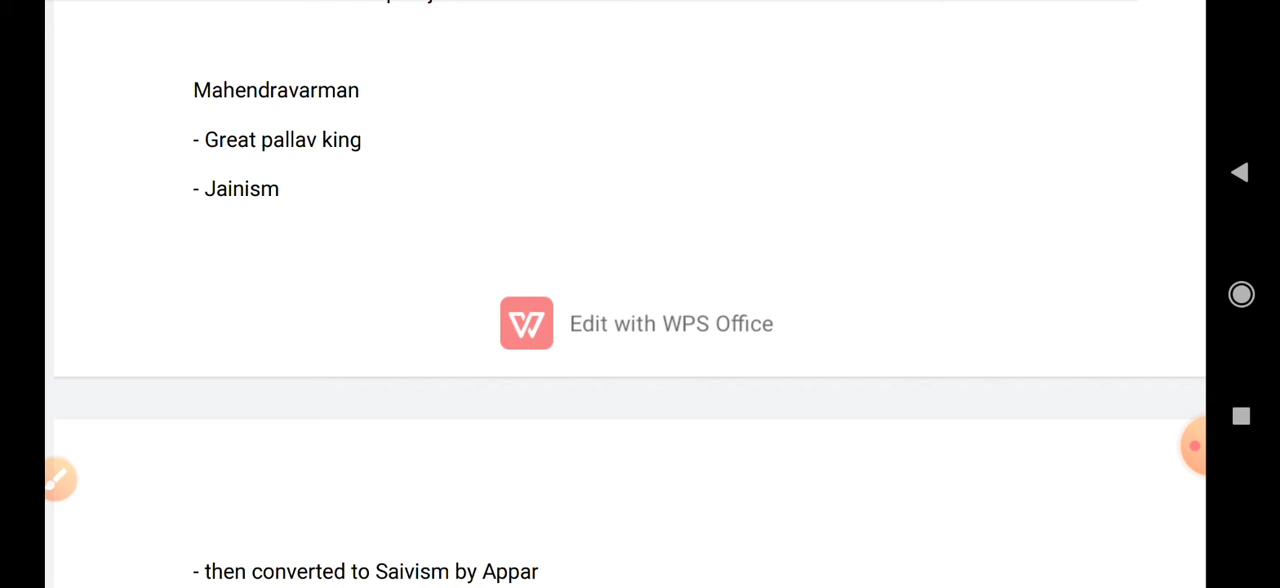 Mahendravarman
- Great pallav king
- Jainism
Edit with WPS Office
- then converted to Saivism by Appar